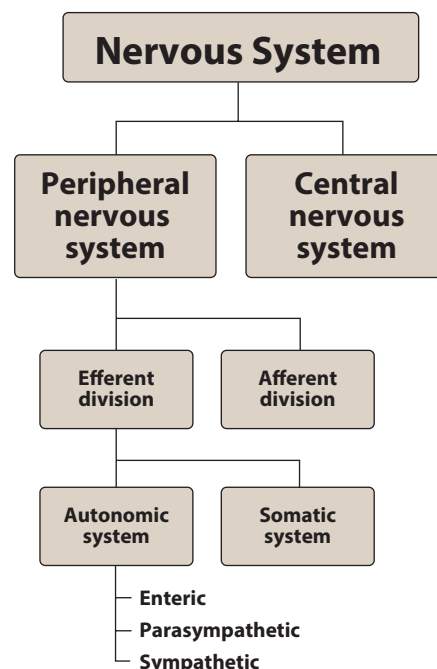 Nervous System
Peripheral
nervous
system
Central
nervous
system
Efferent
division
Afferent
division
Autonomic
system
Somatic
system
Enteric
Parasympathetic
Sympathetic